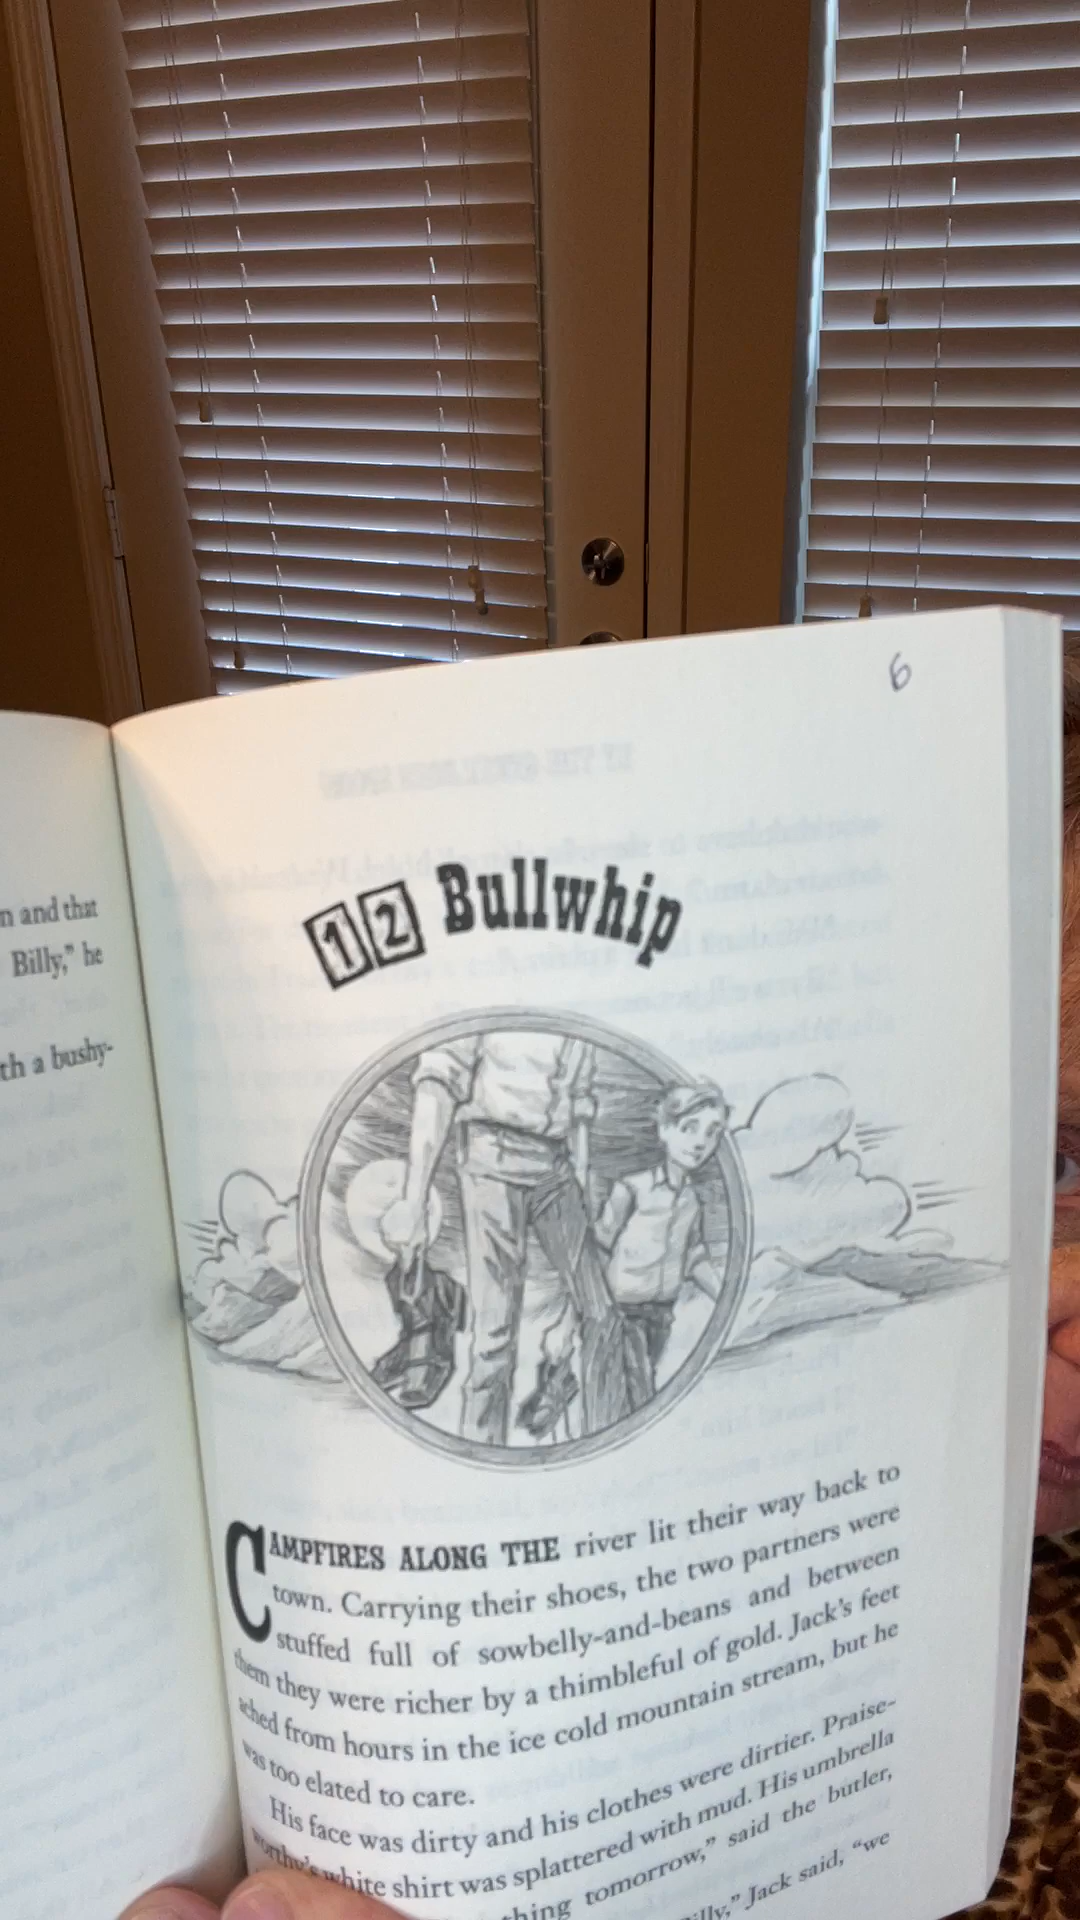 n and that
Billy,” he
th a bushy-
6
12 Bullwhip
CAMPFIRES ALONG THE river lit their way back to
town. Carrying their shoes, the two partners were
stuffed full of sowbelly-and-beans and between
them they were richer by a thimbleful of gold. Jack’s feet
ached from hours in the ice cold mountain stream, but he
was too elated to care.
His face was dirty and his clothes were dirtier. Praise-
worthy’s white shirt was splattered with mud. His umbrella
thing tomorrow,” said the butler,
illy,” Jack said, “we